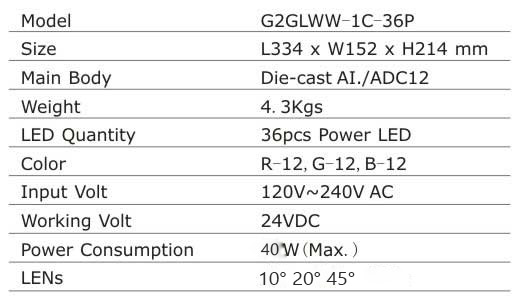 Model G2GLWW-1C-36P
Size L334 x W152 x H214 mm
Main Body Die-cast AI./ADC12
Weight 4.3Kgs
LED Quantity 36pcs Power LED
Color R-12,G-12,B-12
Input Volt 120V~240V AC
Working Volt 24VDC
Power Consumption 40W(Max.)
LENs 10° 20° 45°